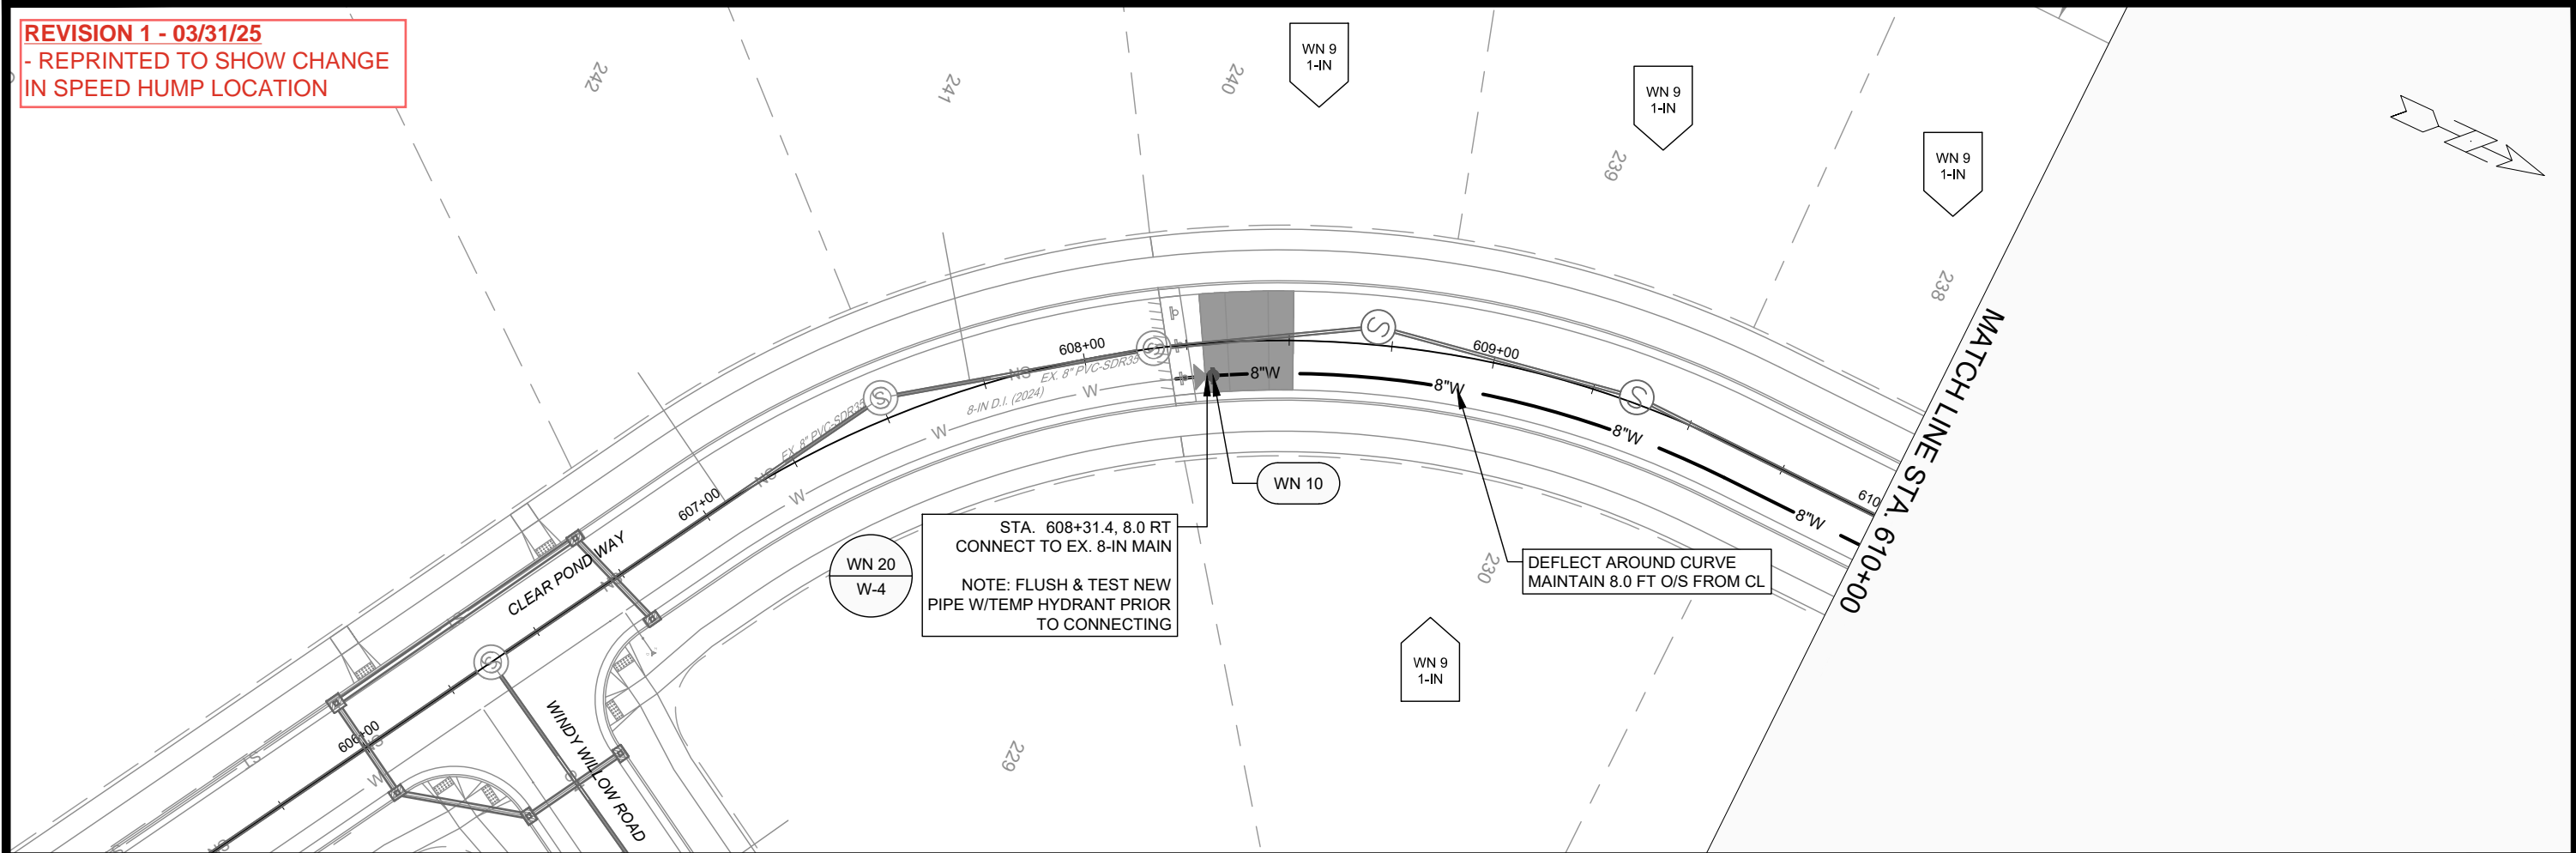 REVISION 1 - 03/31/25
- REPRINTED TO SHOW CHANGE
IN SPEED HUMP LOCATION
242
241
240
WN 9
1-IN
239
WN 9
1-IN
WN 9
1-IN
238
MATCH LINE STA. 610+00
608+00
609+00
610
607+00
606+00
NS
EX. 8" PVC-SDR35
8-IN D.I. (2024)
W
W
W
NS
EX. 8" PVC-SDR35
S
S
S
S
S
8"W
8"W
8"W
8"W
WN 10
STA. 608+31.4, 8.0 RT
CONNECT TO EX. 8-IN MAIN
NOTE: FLUSH & TEST NEW
PIPE W/TEMP HYDRANT PRIOR
TO CONNECTING
WN 20
W-4
DEFLECT AROUND CURVE
MAINTAIN 8.0 FT O/S FROM CL
230
WN 9
1-IN
229
CLEAR POND WAY
WINDY WILLOW ROAD
TS
W
NS